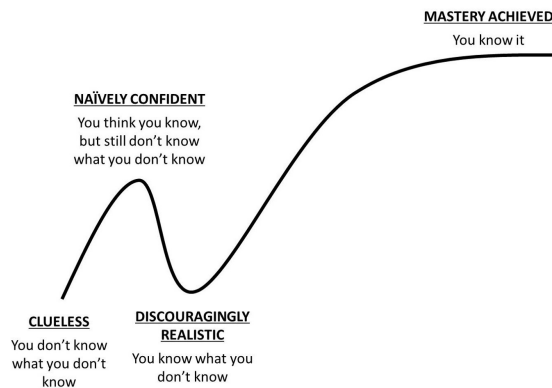 MASTERY ACHIEVED
You know it
NAÏVELY CONFIDENT
You think you know,
but still don't know
what you don't know
CLUELESS
You don't know
what you don't
know
DISCOURAGINGLY
REALISTIC
You know what you
don't know